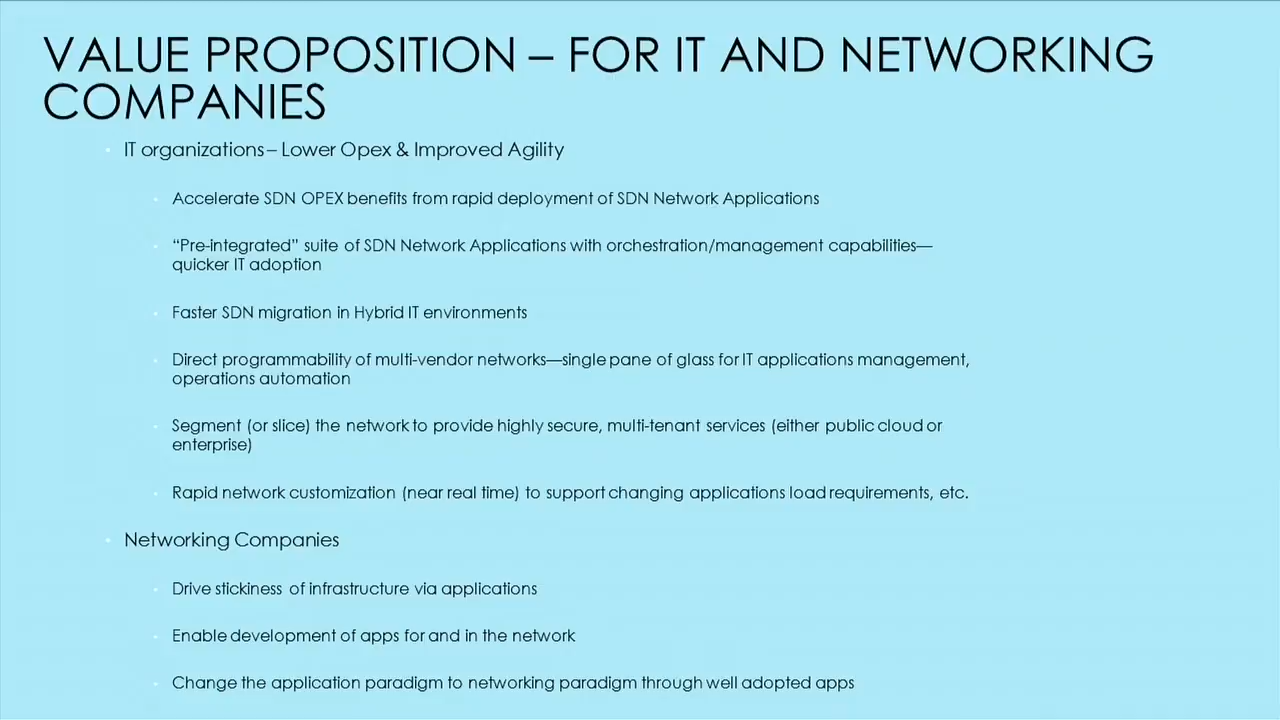 VALUE PROPOSITION – FOR IT AND NETWORKING
COMPANIES
IT organizations – Lower Opex & Improved Agility
Accelerate SDN OPEX benefits from rapid deployment of SDN Network Applications
“Pre-integrated” suite of SDN Network Applications with orchestration/management capabilities—
quicker IT adoption
Faster SDN migration in Hybrid IT environments
Direct programmability of multi-vendor networks—single pane of glass for IT applications management,
operations automation
Segment (or slice) the network to provide highly secure, multi-tenant services (either public cloud or
enterprise)
Rapid network customization (near real time) to support changing applications load requirements, etc.
Networking Companies
Drive stickiness of infrastructure via applications
Enable development of apps for and in the network
Change the application paradigm to networking paradigm through well adopted apps